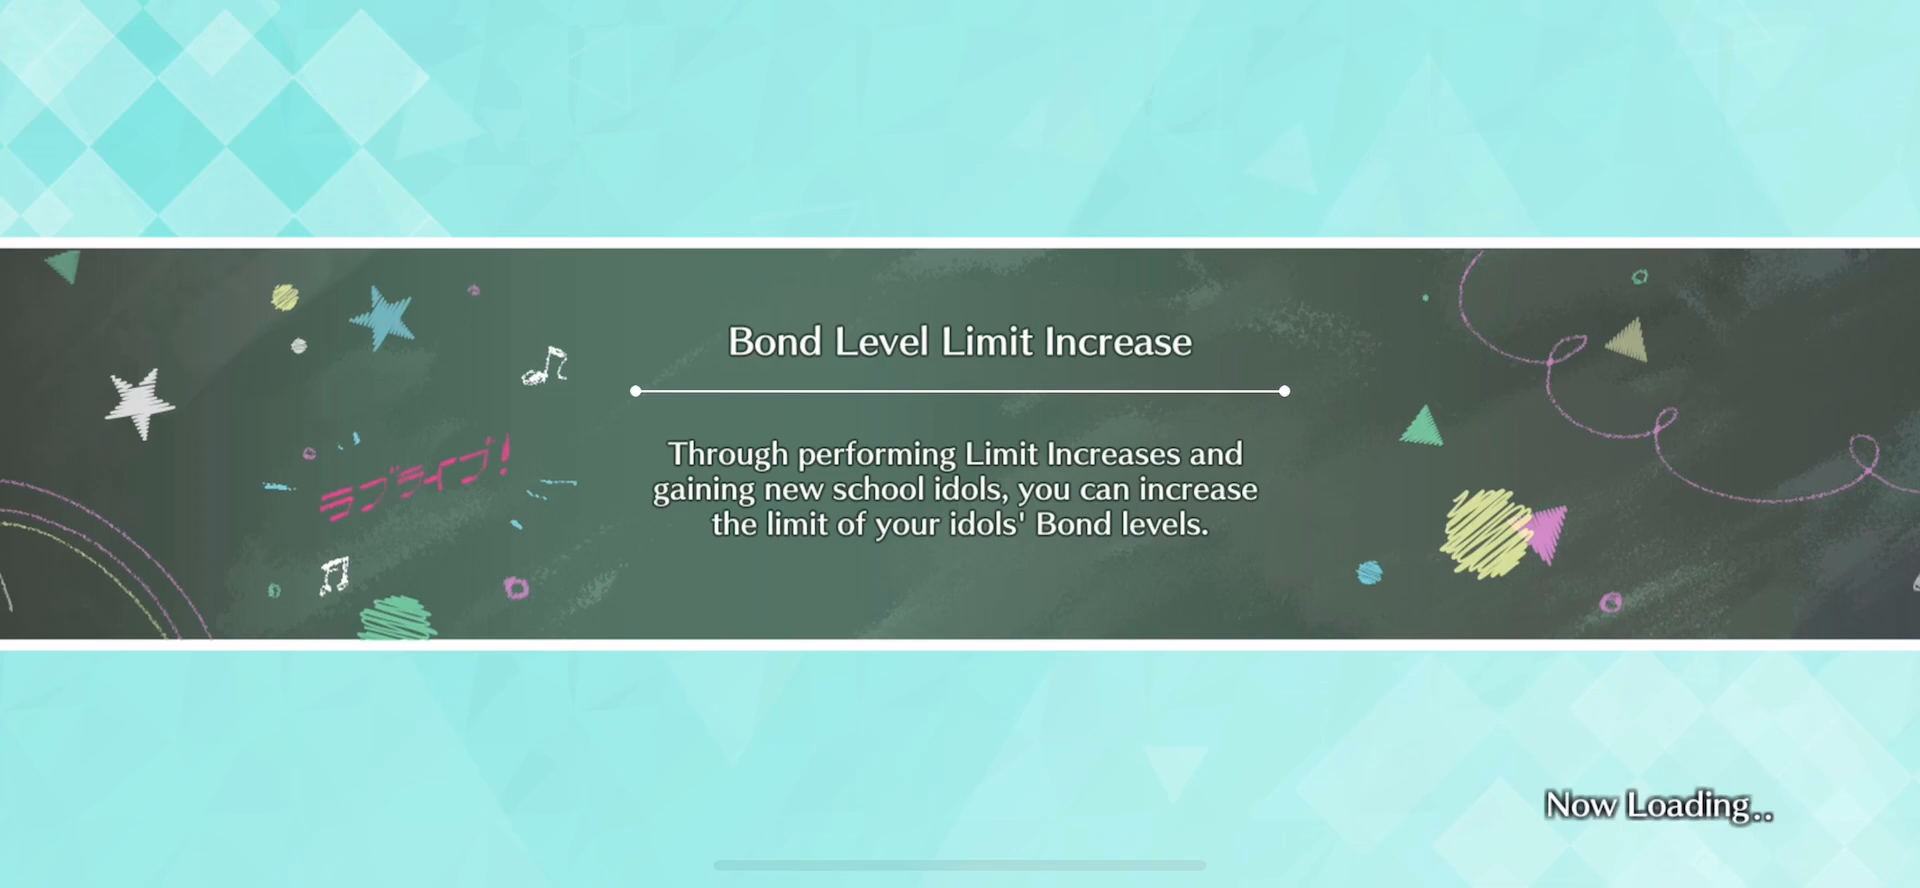 Bond Level Limit Increase
ラブライブ!
Through performing Limit Increases and
gaining new school idols, you can increase
the limit of your idols' Bond levels.
Now Loading..